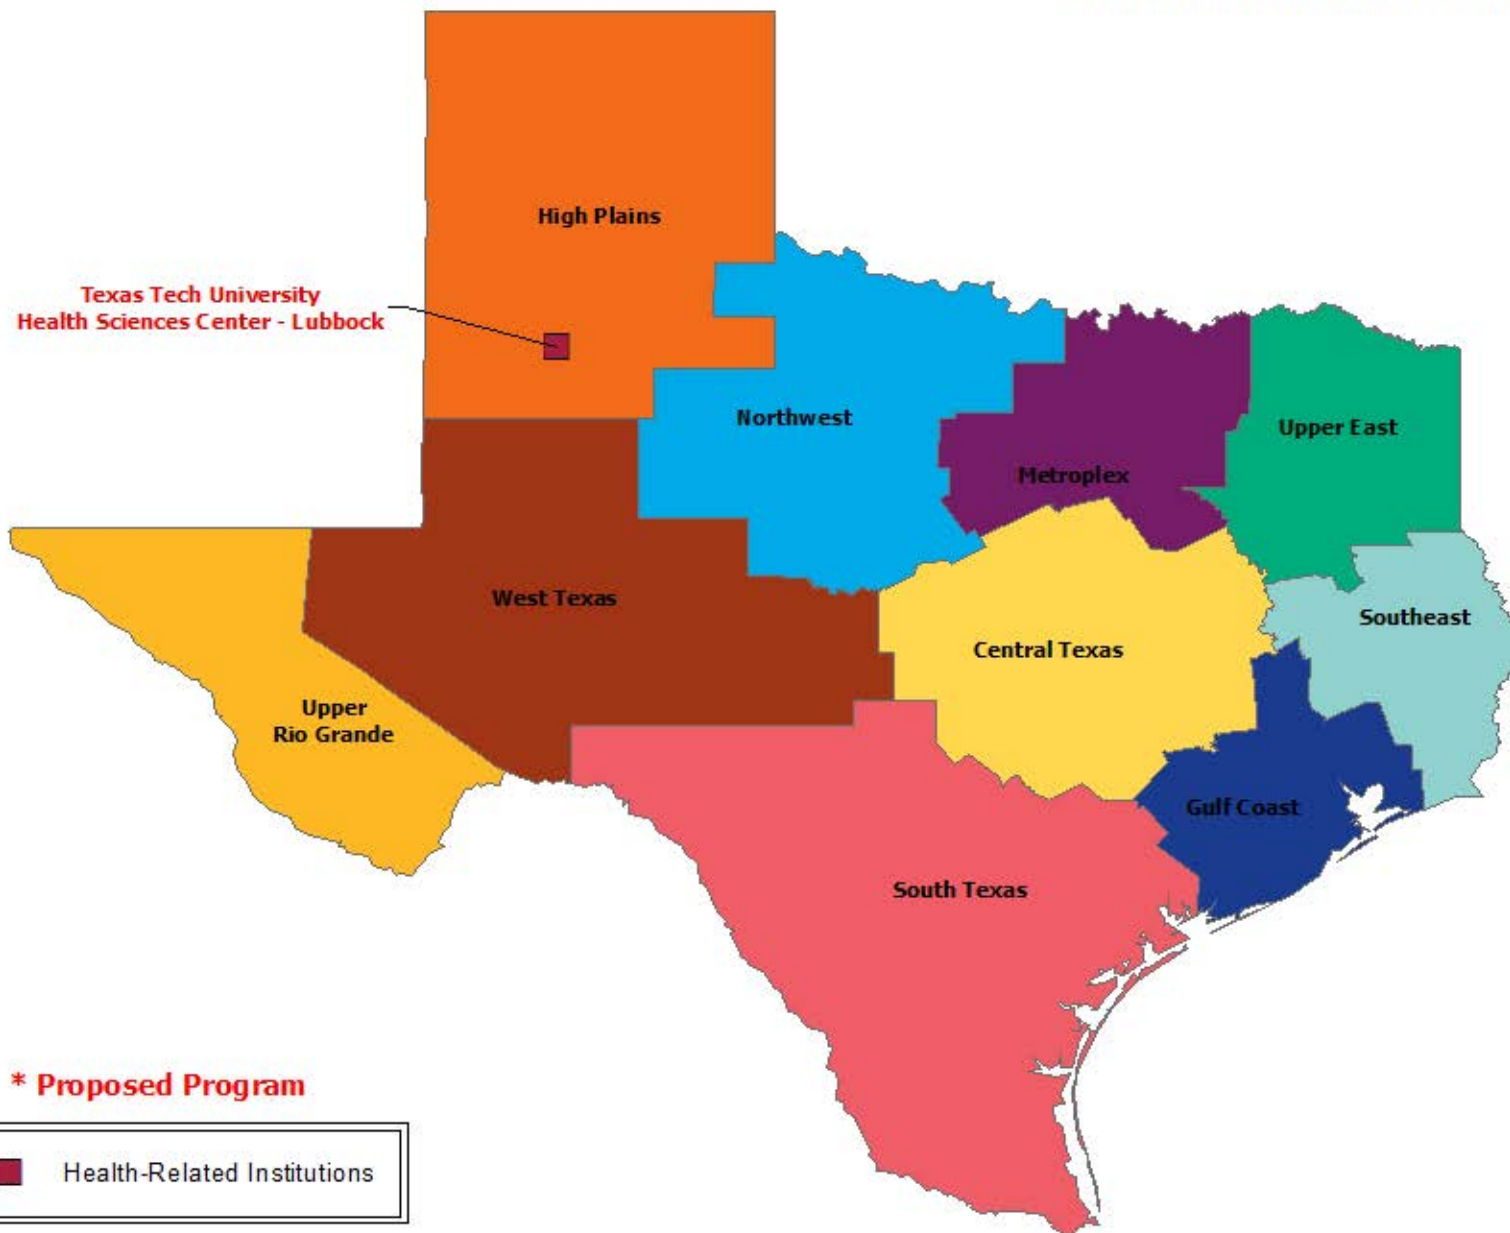 High Plains
Texas Tech University
Health Sciences Center - Lubbock
Northwest
Upper East
Metroplex
West Texas
Southeast
Central Texas
Upper
Rio Grande
Gulf Coast
South Texas
* Proposed Program
Health-Related Institutions